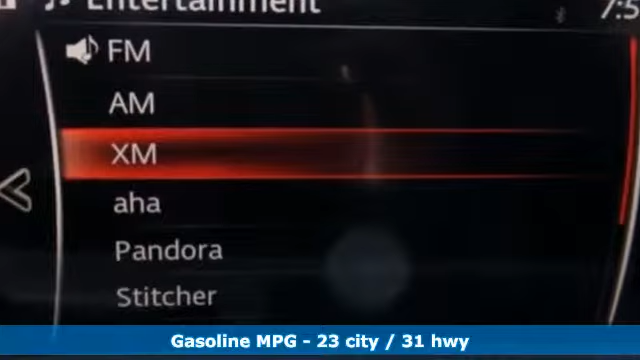 Entertainment
FM
AM
XM
aha
Pandora
Stitcher
Gasoline MPG - 23 city / 31 hwy